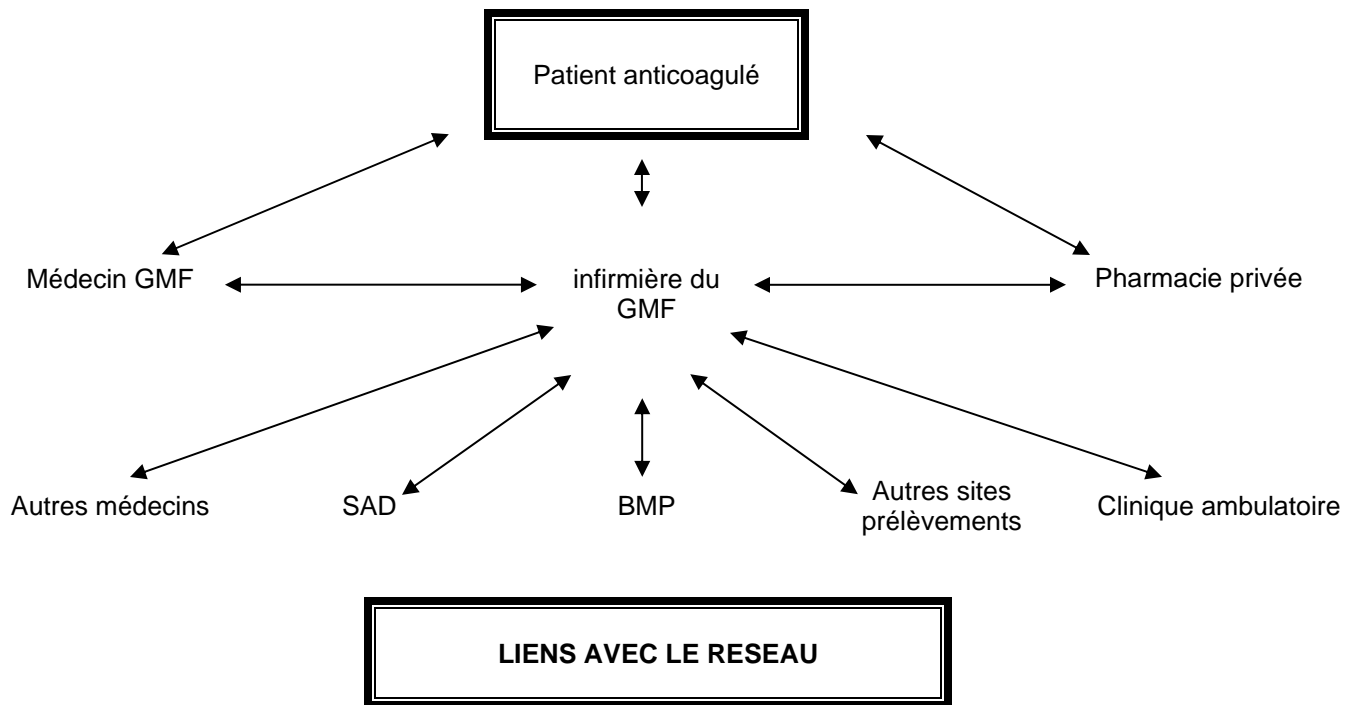 Patient anticoagulé
Médecin GMF
infirmière du
GMF
Pharmacie privée
Autres médecins
SAD
BMP
Autres sites
prélèvements
Clinique ambulatoire
LIENS AVEC LE RESEAU